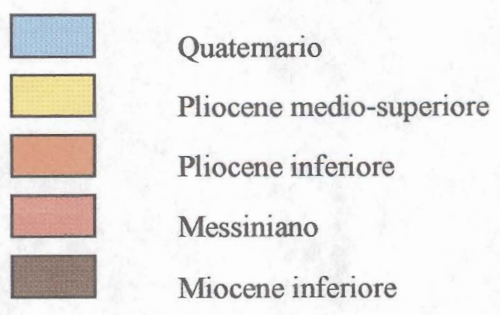 Quaternario
Pliocene medio-superiore
Pliocene inferiore
Messiniano
Miocene inferiore